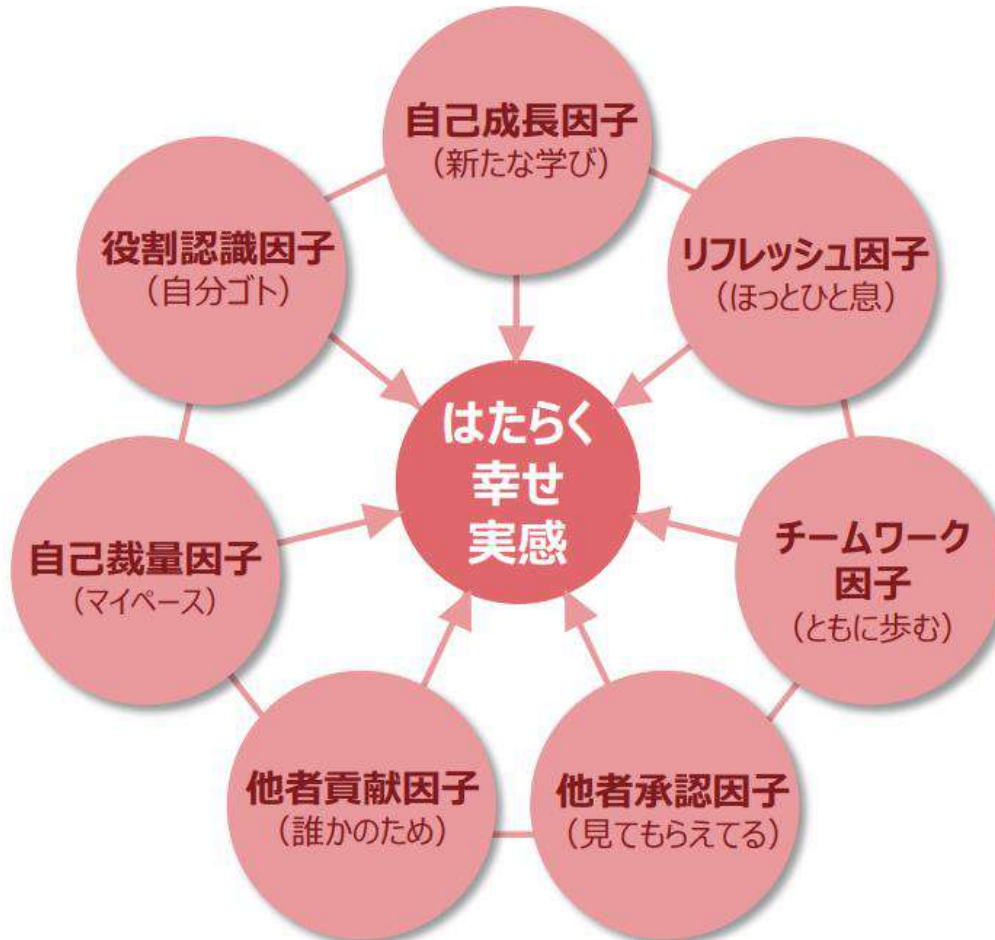 自己成長因子
（新たな学び）
役割認識因子
（自分ゴト）
リフレッシュ因子
（ほっとひと息）
はたらく
幸せ
実感
自己裁量因子
（マイペース）
チームワーク
因子
（ともに歩む）
他者貢献因子
（誰かのため）
他者承認因子
（見てもらえてる）